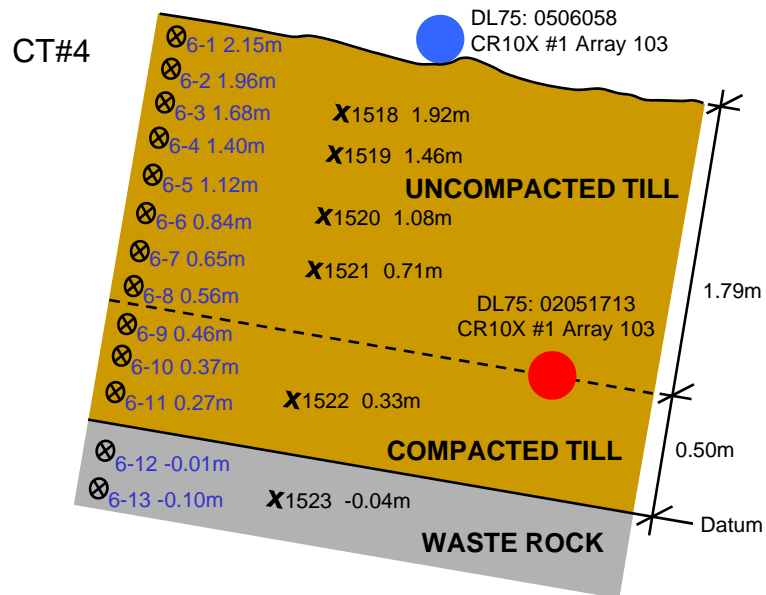 CT#4
DL75: 0506058
CR10X #1 Array 103
6-1 2.15m
6-2 1.96m
6-3 1.68m
6-4 1.40m
6-5 1.12m
6-6 0.84m
6-7 0.65m
6-8 0.56m
6-9 0.46m
6-10 0.37m
6-11 0.27m
6-12 -0.01m
6-13 -0.10m
X1518 1.92m
X1519 1.46m
X1520 1.08m
X1521 0.71m
X1522 0.33m
X1523 -0.04m
UNCOMPACTED TILL
DL75: 02051713
CR10X #1 Array 103
COMPACTED TILL
WASTE ROCK
1.79m
0.50m
Datum